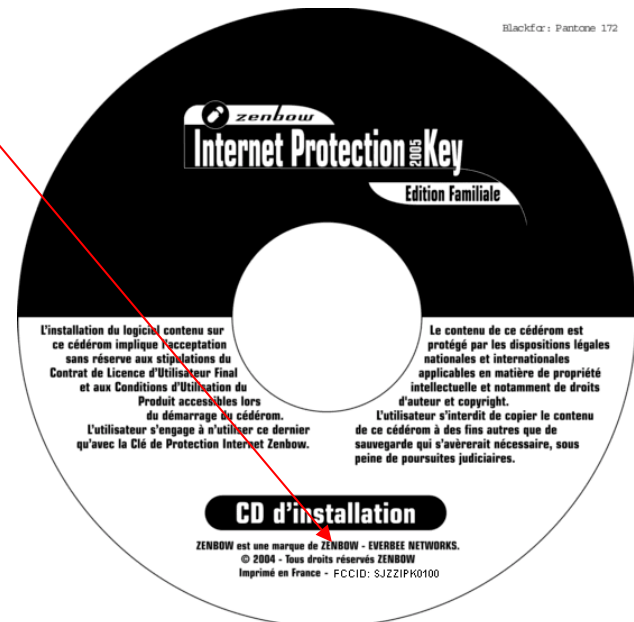 Blackfor: Pantone 172
zenbow
Internet Protection 2005 Key
Edition Familiale
L'installation du logiciel contenu sur
ce cédérom implique l'acceptation
sans réserve aux stipulations du
Contrat de Licence d'Utilisateur Final
et aux Conditions d'Utilisation du
Produit accessibles lors
du démarrage du cédérom.
L'utilisateur s'engage à n'utiliser ce dernier
qu'avec la Clé de Protection Internet Zenbow.
Le contenu de ce cédérom est
protégé par les dispositions légales
nationales et internationales
applicables en matière de propriété
intellectuelle et notamment de droits
d'auteur et copyright.
L'utilisateur s'interdit de copier le contenu
de ce cédérom à des fins autres que de
sauvegarde qui s'avèrerait nécessaire, sous
peine de poursuites judiciaires.
CD d'installation
ZENBOW est une marque de ZENBOW - EVERBEE NETWORKS.
© 2004 - Tous droits réservés ZENBOW
Imprimé en France - FCCID: SJZZIPK0100